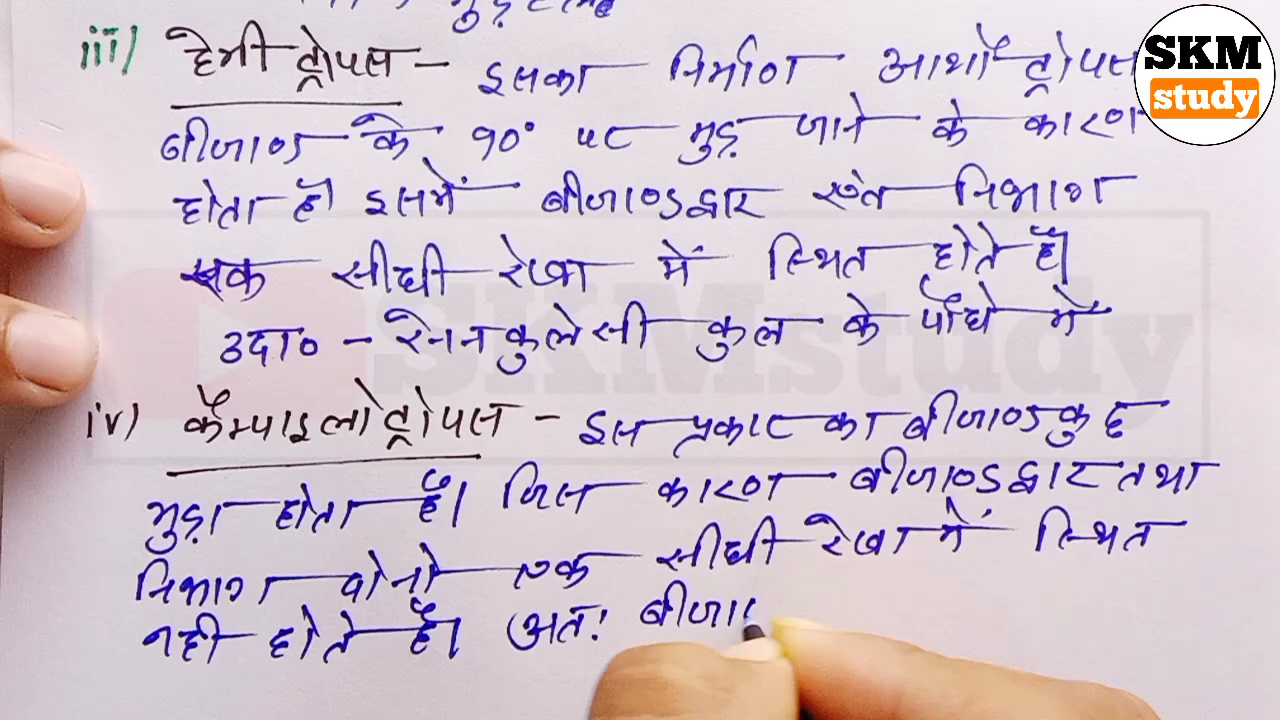 मुड़
SKM
study
iii) हेमी ट्रोपस - इसका निर्माण आर्थोट्रोपस
बीजाण्ड के 90° पर मुड़ जाने के कारण
होता है। इसमें बीजाण्डद्वार एवं निभाग
एक सीधी रेखा में स्थित होते है।
उदा० - रेननकुलेसी कुल के पौधे में
SKMstudy
iv) कैम्पाइलोट्रोपस - इस प्रकार का बीजाण्ड कुछ
मुड़ा होता है। जिस कारण बीजाण्डद्वार तथा
निभाग दोनो एक सीधी रेखा में स्थित
नही होते है। अतः बीजा